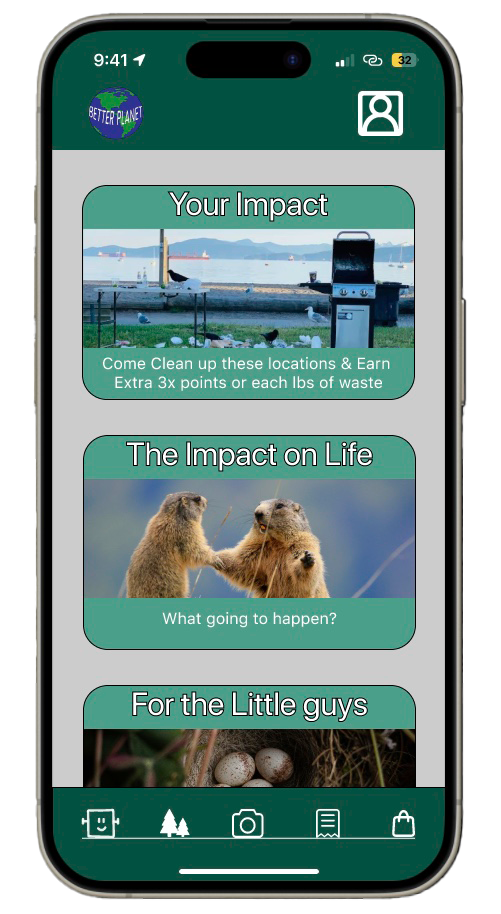 9:41
32
BETTER PLANET
Your Impact
Come Clean up these locations & Earn
Extra 3x points or each lbs of waste
The Impact on Life
What going to happen?
For the Little guys